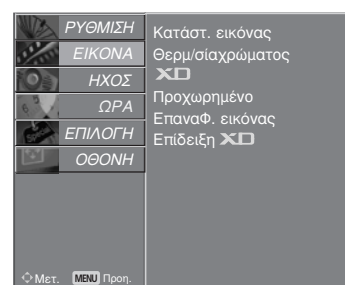 ΡΥΘΜΙΣΗ
ΕΙΚΟΝΑ
ΗΧΟΣ
ΩΡΑ
ΕΠΙΛΟΓΗ
ΟΘΟΝΗ
Κατάστ. εικόνας
Θερμ/σίαχρώματος
XD
Προχωρημένο
ΕπαναΦ. εικόνας
Επίδειξη XD
Μετ. MENU Προη.